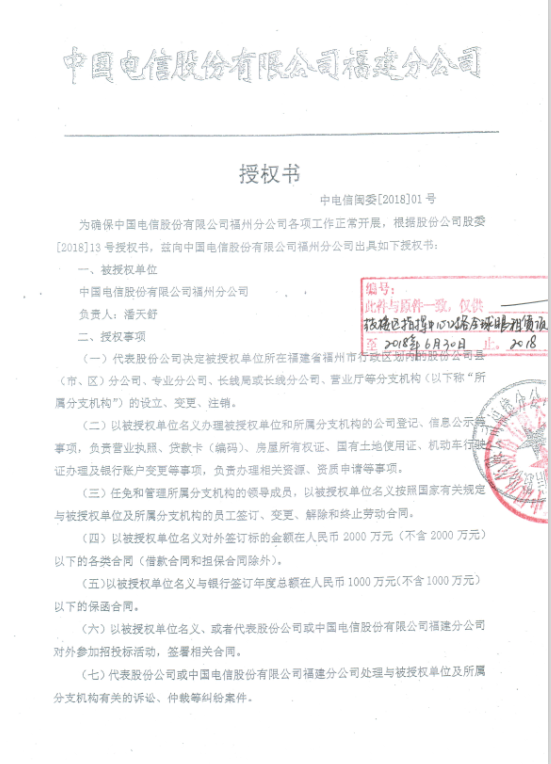 中国电信股份有限公司福建分公司
授权书
中电信闽委[2018]01 号
为确保中国电信股份有限公司福州分公司各项工作正常开展，根据股份公司股委
[2018]13 号授权书，兹向中国电信股份有限公司福州分公司出具如下授权书：
一、被授权单位
中国电信股份有限公司福州分公司
负责人：潘天舒
二、授权事项
编号：
此件与原件一致，仅供
鼓楼区指挥中心2路全球眼租赁项
至 2018年6月30日 止。 2018
（一）代表股份公司决定被授权单位所在福建省福州市行政区划内的股份公司县
（市、区）分公司、专业分公司、长线局或长线分公司、营业厅等分支机构（以下称“所
属分支机构”）的设立、变更、注销。
（二）以被授权单位名义办理被授权单位和所属分支机构的公司登记、信息公示等
事项，负责营业执照、贷款卡（编码）、房屋所有权证、国有土地使用证、机动车行驶
证办理及银行账户变更等事项，负责办理相关资源、资质申请等事项。
（三）任免和管理所属分支机构的领导成员，以被授权单位名义按照国家有关规定
与被授权单位及所属分支机构的员工签订、变更、解除和终止劳动合同。
（四）以被授权单位名义对外签订标的金额在人民币 2000 万元（不含 2000 万元）
以下的各类合同（借款合同和担保合同除外）。
（五）以被授权单位名义与银行签订年度总额在人民币 1000 万元(不含 1000 万元)
以下的保函合同。
（六）以被授权单位名义、或者代表股份公司或中国电信股份有限公司福建分公司
对外参加招投标活动，签署相关合同。
（七）代表股份公司或中国电信股份有限公司福建分公司处理与被授权单位及所属
分支机构有关的诉讼、仲裁等纠纷案件。